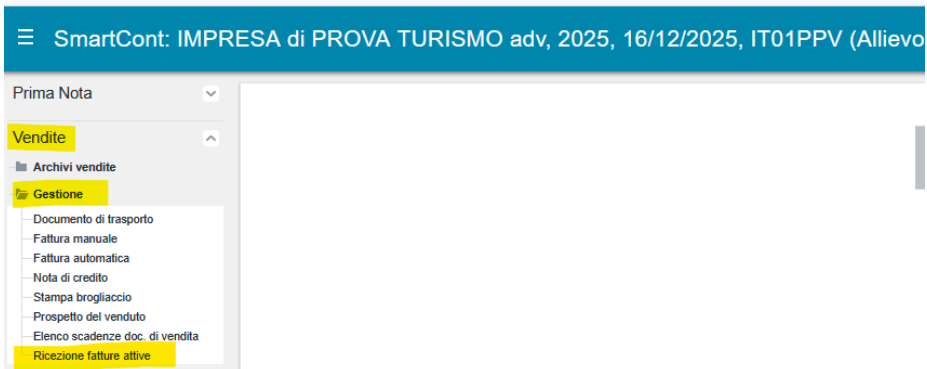 SmartCont: IMPRESA di PROVA TURISMO adv, 2025, 16/12/2025, IT01PPV (Allievo
Prima Nota
Vendite
Archivi vendite
Gestione
Documento di trasporto
Fattura manuale
Fattura automatica
Nota di credito
Stampa brogliaccio
Prospetto del venduto
Elenco scadenze doc. di vendita
Ricezione fatture attive